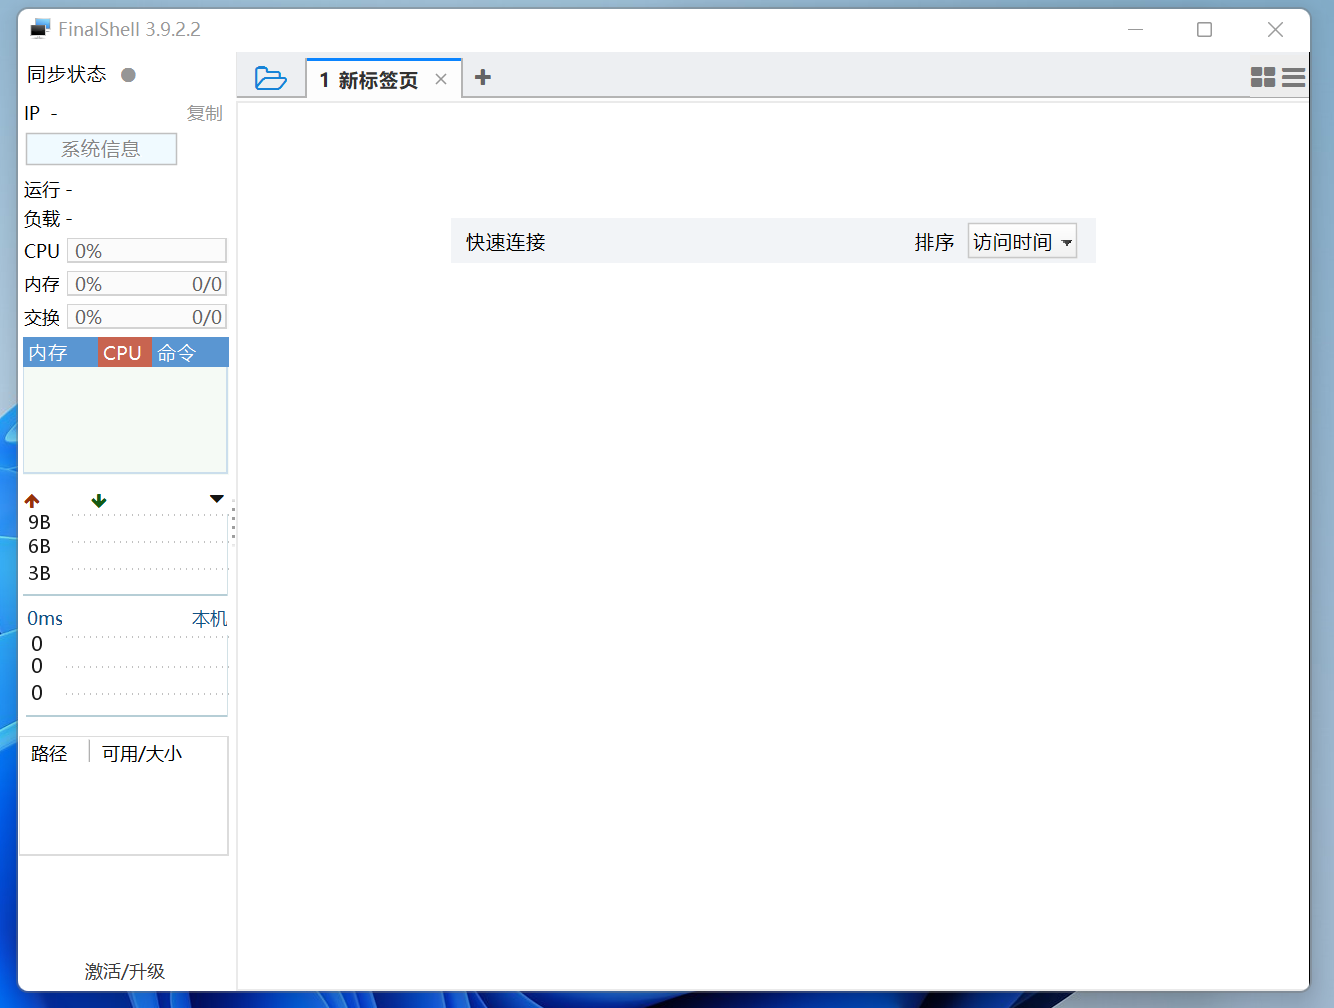 FinalShell 3.9.2.2
同步状态
IP - 复制
系统信息
运行 -
负载 -
CPU 0%
内存 0% 0/0
交换 0% 0/0
内存 CPU 命令
9B
6B
3B
0ms 本机
0
0
0
路径 可用/大小
激活/升级
1 新标签页
快速连接 排序 访问时间